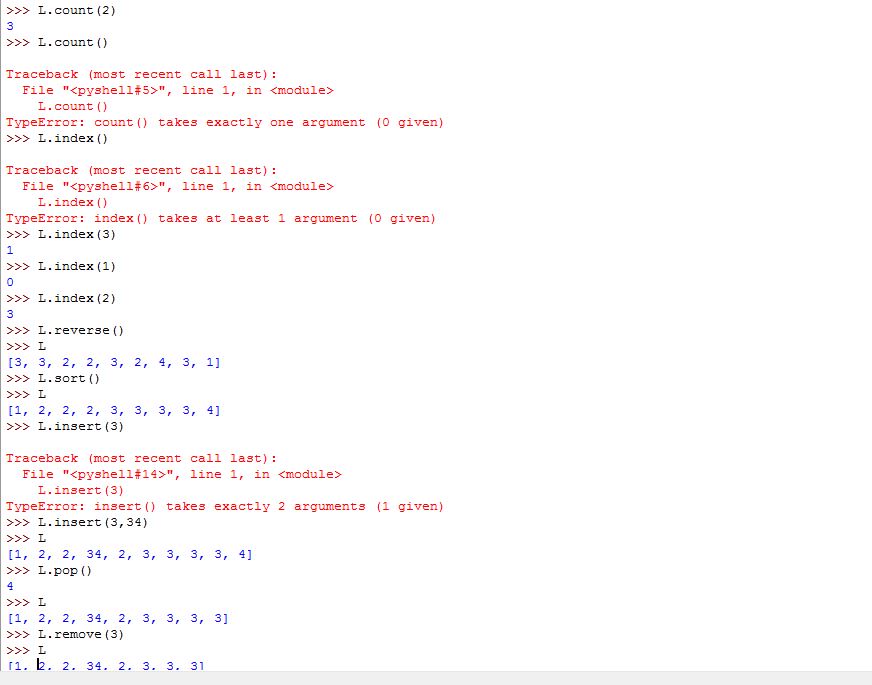 >>> L.count(2)
3
>>> L.count()
Traceback (most recent call last):
  File "<pyshell#5>", line 1, in <module>
    L.count()
TypeError: count() takes exactly one argument (0 given)
>>> L.index()
Traceback (most recent call last):
  File "<pyshell#6>", line 1, in <module>
    L.index()
TypeError: index() takes at least 1 argument (0 given)
>>> L.index(3)
1
>>> L.index(1)
0
>>> L.index(2)
3
>>> L.reverse()
>>> L
[3, 3, 2, 2, 3, 2, 4, 3, 1]
>>> L.sort()
>>> L
[1, 2, 2, 2, 3, 3, 3, 3, 4]
>>> L.insert(3)
Traceback (most recent call last):
  File "<pyshell#14>", line 1, in <module>
    L.insert(3)
TypeError: insert() takes exactly 2 arguments (1 given)
>>> L.insert(3,34)
>>> L
[1, 2, 2, 34, 2, 3, 3, 3, 3, 4]
>>> L.pop()
4
>>> L
[1, 2, 2, 34, 2, 3, 3, 3, 3]
>>> L.remove(3)
>>> L
[1, 2, 2, 34, 2, 3, 3, 3]